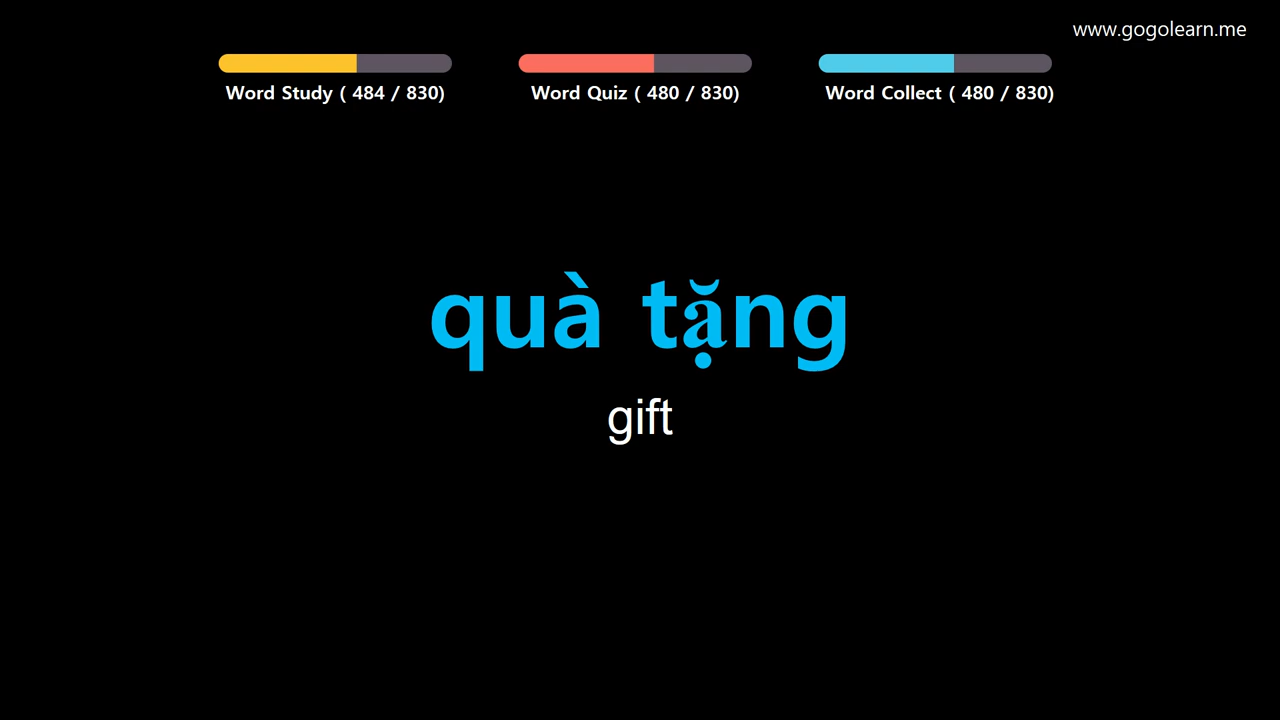 www.gogolearn.me
Word Study ( 484 / 830)
Word Quiz ( 480 / 830)
Word Collect ( 480 / 830)
quà tặng
gift